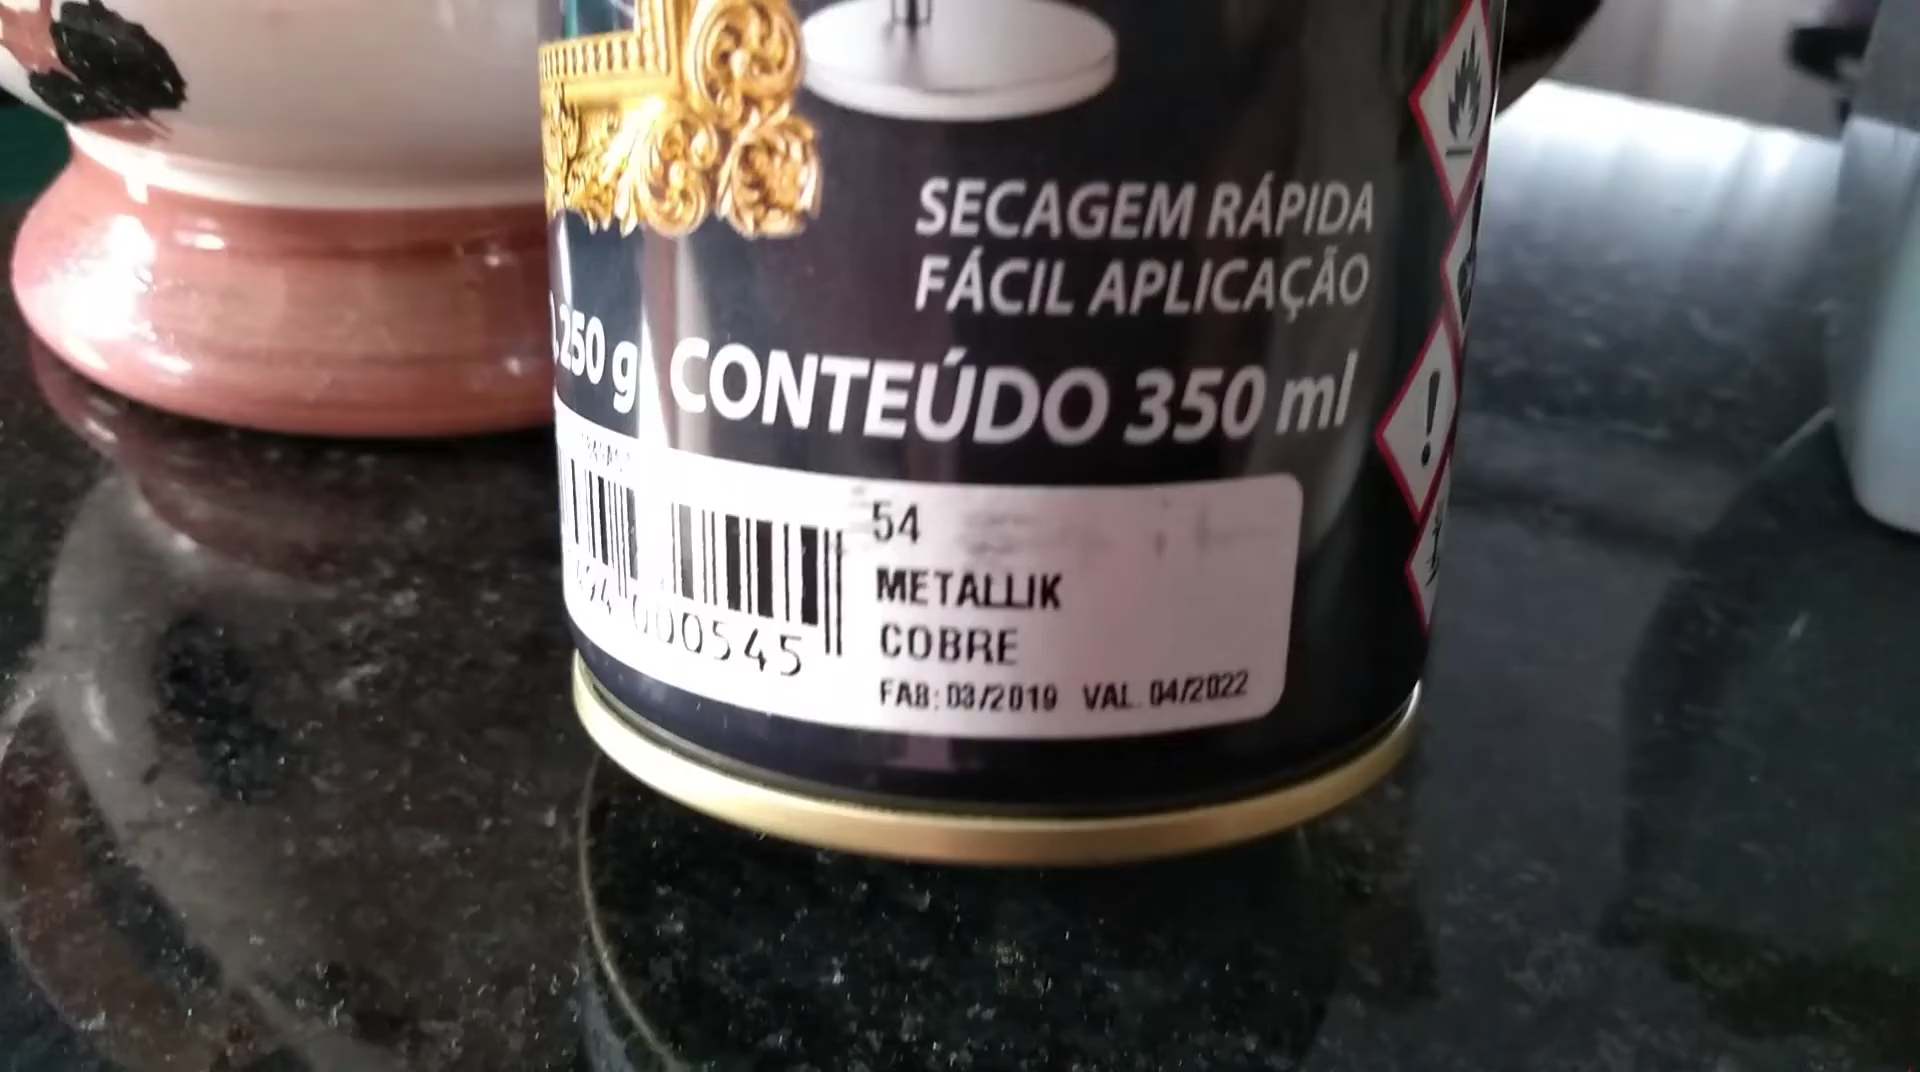 SECAGEM RÁPIDA
FÁCIL APLICAÇÃO
250 g CONTEÚDO 350 ml
54
METALLIK
COBRE
000545
FAB: 03/2019 VAL. 04/2022